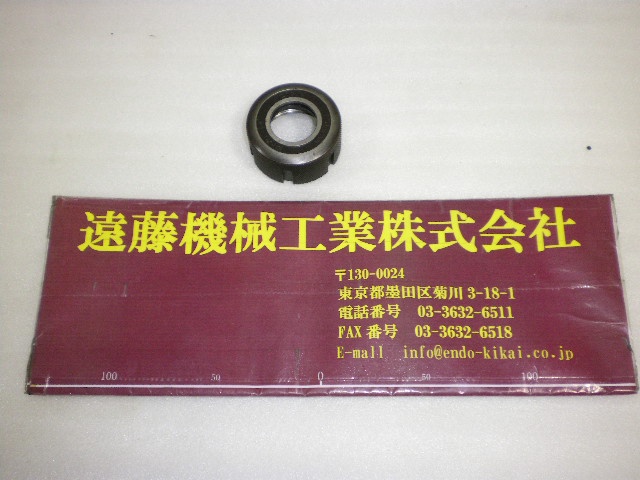 遠藤機械工業株式会社
〒130-0024
東京都墨田区菊川 3-18-1
電話番号 03-3632-6511
FAX 番号 03-3632-6518
E-mall info@endo-kikai.co.jp
100 50 0 50 100